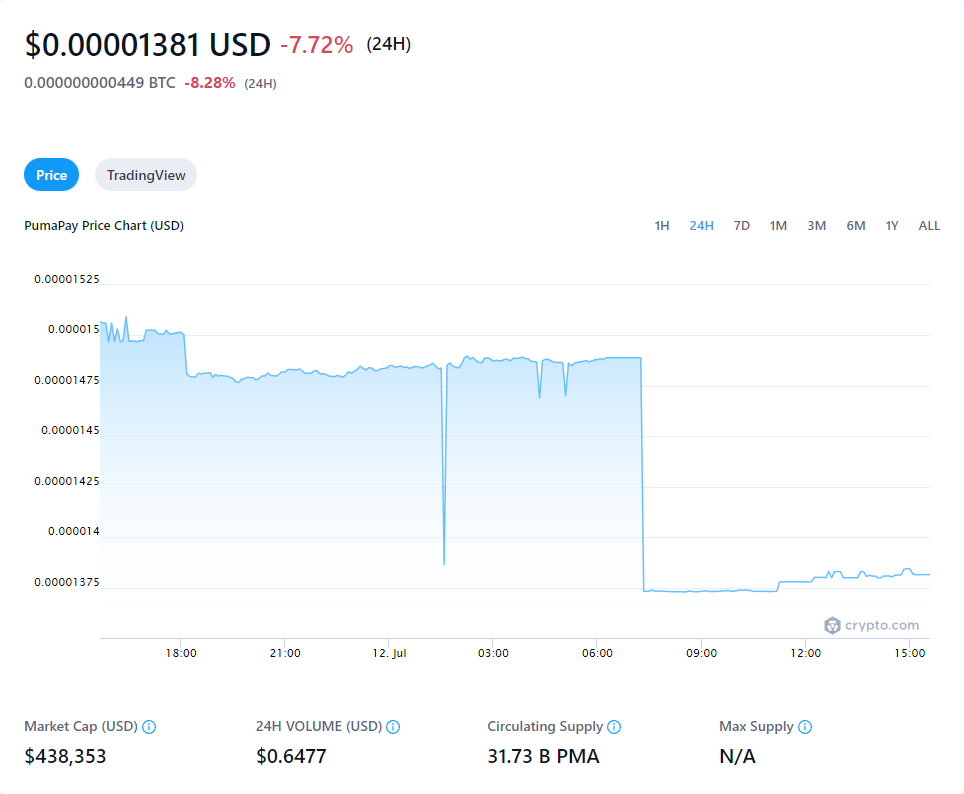 $0.00001381 USD -7.72% (24H)
0.000000000449 BTC -8.28% (24H)
Price TradingView
PumaPay Price Chart (USD) 1H 24H 7D 1M 3M 6M 1Y ALL
0.00001525
0.000015
0.00001475
0.0000145
0.00001425
0.000014
0.00001375
crypto.com
18:00 21:00 12. Jul 03:00 06:00 09:00 12:00 15:00
Market Cap (USD) 24H VOLUME (USD) Circulating Supply Max Supply
$438,353 $0.6477 31.73 B PMA N/A